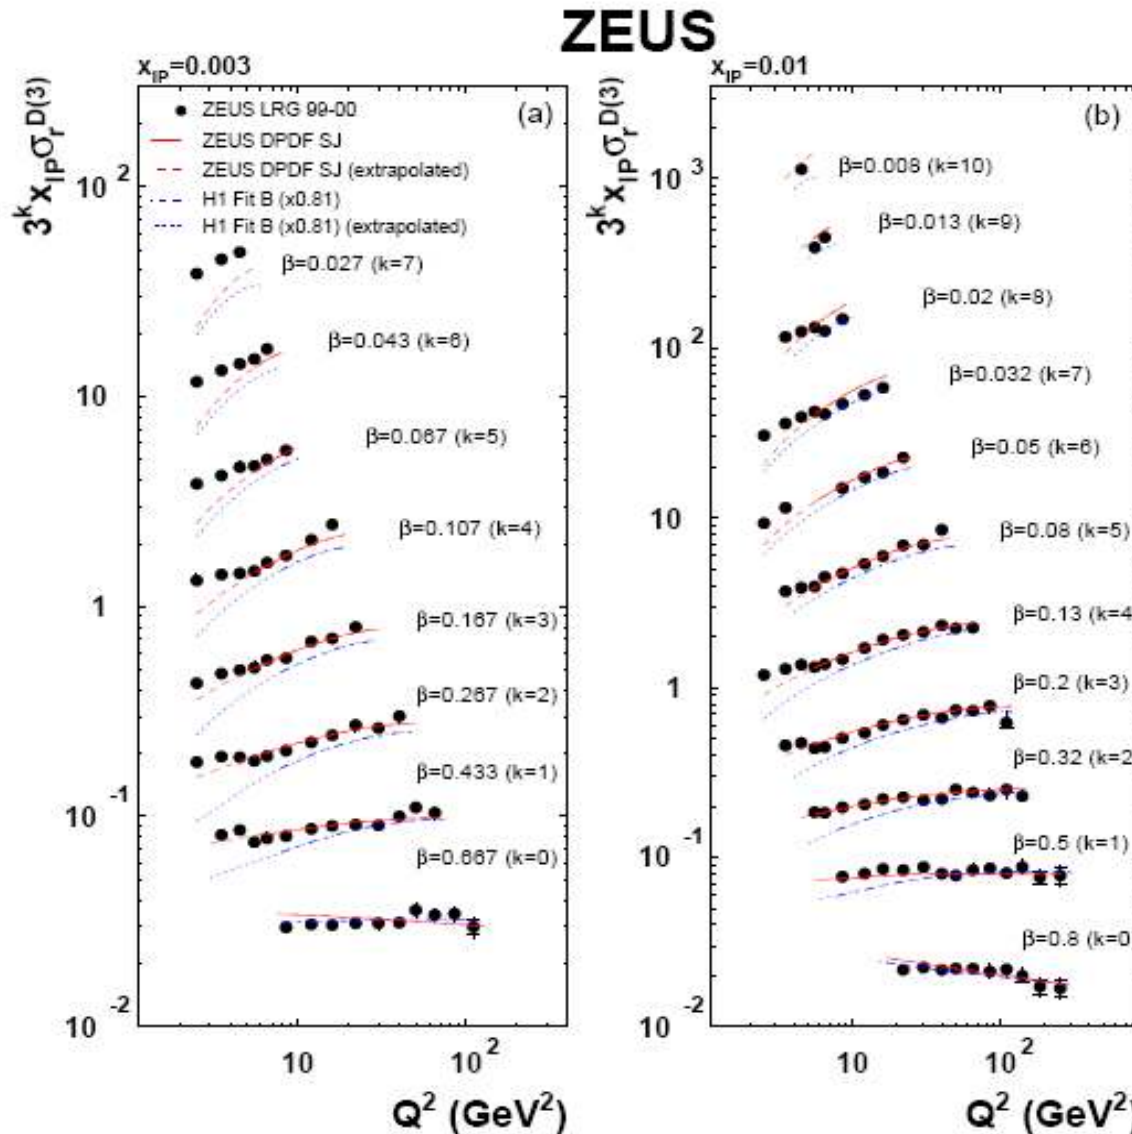 ZEUS
x_IP=0.003
(a)
3^k x_IP σ_r^D(3)
ZEUS LRG 99-00
ZEUS DPDF SJ
ZEUS DPDF SJ (extrapolated)
H1 Fit B (x0.81)
H1 Fit B (x0.81) (extrapolated)
β=0.027 (k=7)
β=0.043 (k=6)
β=0.067 (k=5)
β=0.107 (k=4)
β=0.167 (k=3)
β=0.267 (k=2)
β=0.433 (k=1)
β=0.667 (k=0)
10^2
10
1
10^-1
10^-2
10
10^2
Q^2 (GeV^2)
x_IP=0.01
(b)
3^k x_IP σ_r^D(3)
β=0.008 (k=10)
β=0.013 (k=9)
β=0.02 (k=8)
β=0.032 (k=7)
β=0.05 (k=6)
β=0.08 (k=5)
β=0.13 (k=4
β=0.2 (k=3)
β=0.32 (k=2
β=0.5 (k=1)
β=0.8 (k=0
10^3
10^2
10
1
10^-1
10^-2
10
10^2
Q^2 (GeV^2)